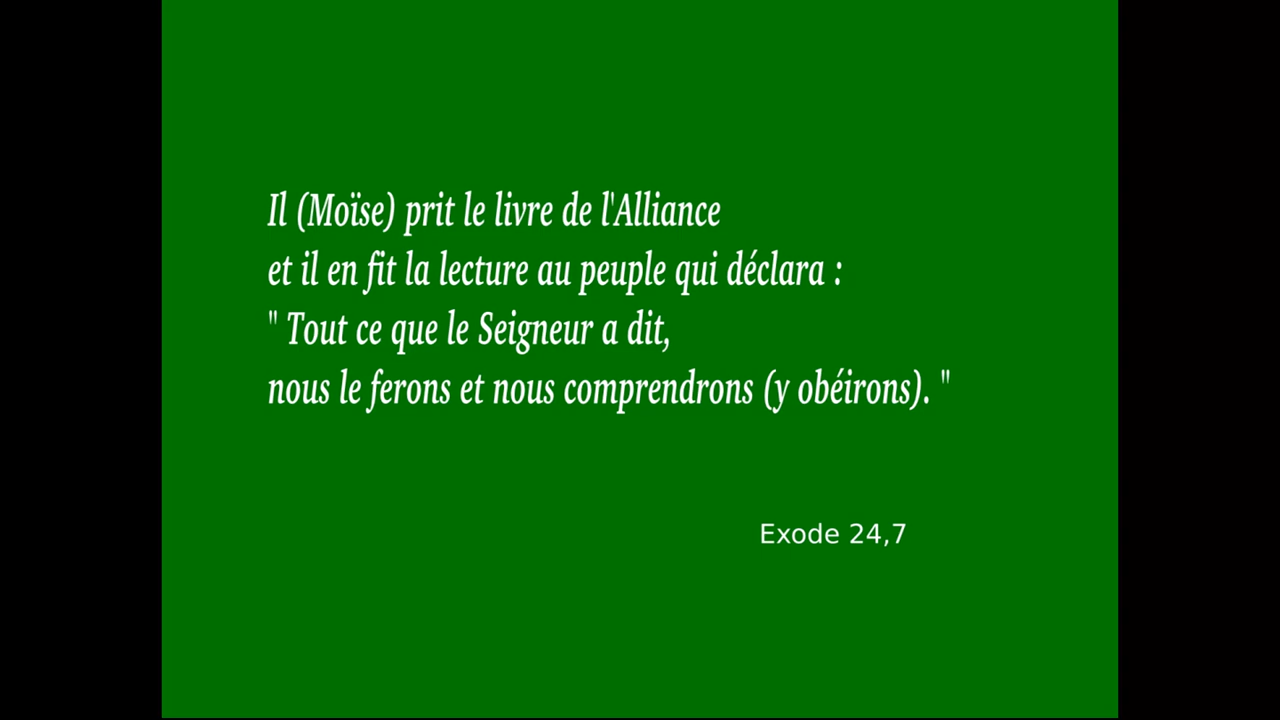 Il (Moïse) prit le livre de l'Alliance
et il en fit la lecture au peuple qui déclara :
" Tout ce que le Seigneur a dit,
nous le ferons et nous comprendrons (y obéirons). "
Exode 24,7